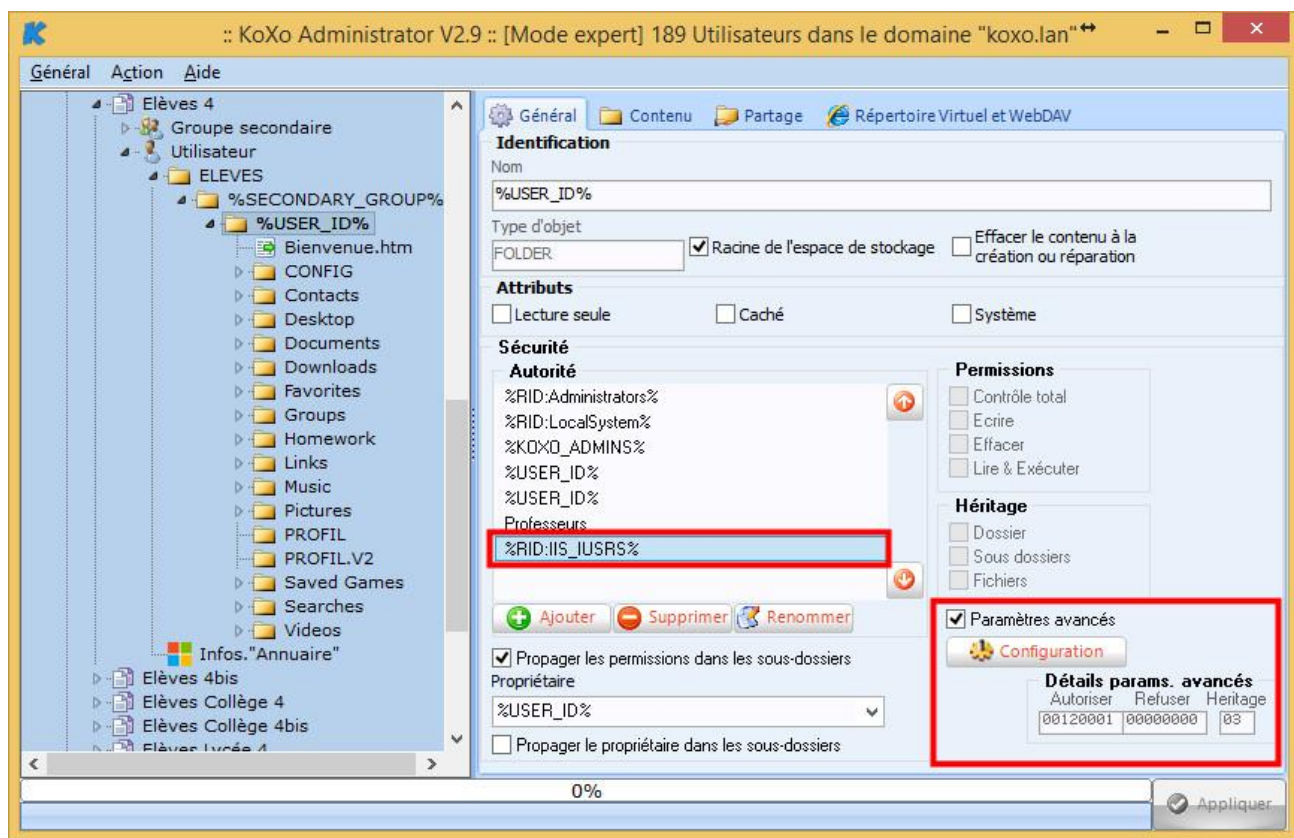 :: KoXo Administrator V2.9 :: [Mode expert] 189 Utilisateurs dans le domaine "koxo.lan"
Général Action Aide
Elèves 4
Groupe secondaire
Utilisateur
ELEVES
%SECONDARY_GROUP%
%USER_ID%
Bienvenue.htm
CONFIG
Contacts
Desktop
Documents
Downloads
Favorites
Groups
Homework
Links
Music
Pictures
PROFIL
PROFIL.V2
Saved Games
Searches
Videos
Infos."Annuaire"
Elèves 4bis
Elèves Collège 4
Elèves Collège 4bis
Elèves Lycée 4
Général Contenu Partage Répertoire Virtuel et WebDAV
Identification
Nom
%USER_ID%
Type d'objet
FOLDER
Racine de l'espace de stockage
Effacer le contenu à la
création ou réparation
Attributs
Lecture seule Caché Système
Sécurité
Autorité
%RID:Administrators%
%RID:LocalSystem%
%KOXO_ADMINS%
%USER_ID%
%USER_ID%
Professeurs
%RID:IIS_IUSRS%
Ajouter Supprimer Renommer
Propager les permissions dans les sous-dossiers
Propriétaire
%USER_ID%
Propager le propriétaire dans les sous-dossiers
Permissions
Contrôle total
Ecrire
Effacer
Lire & Exécuter
Héritage
Dossier
Sous dossiers
Fichiers
Paramètres avancés
Configuration
Détails params. avancés
Autoriser Refuser Heritage
00120001 00000000 03
0%
Appliquer